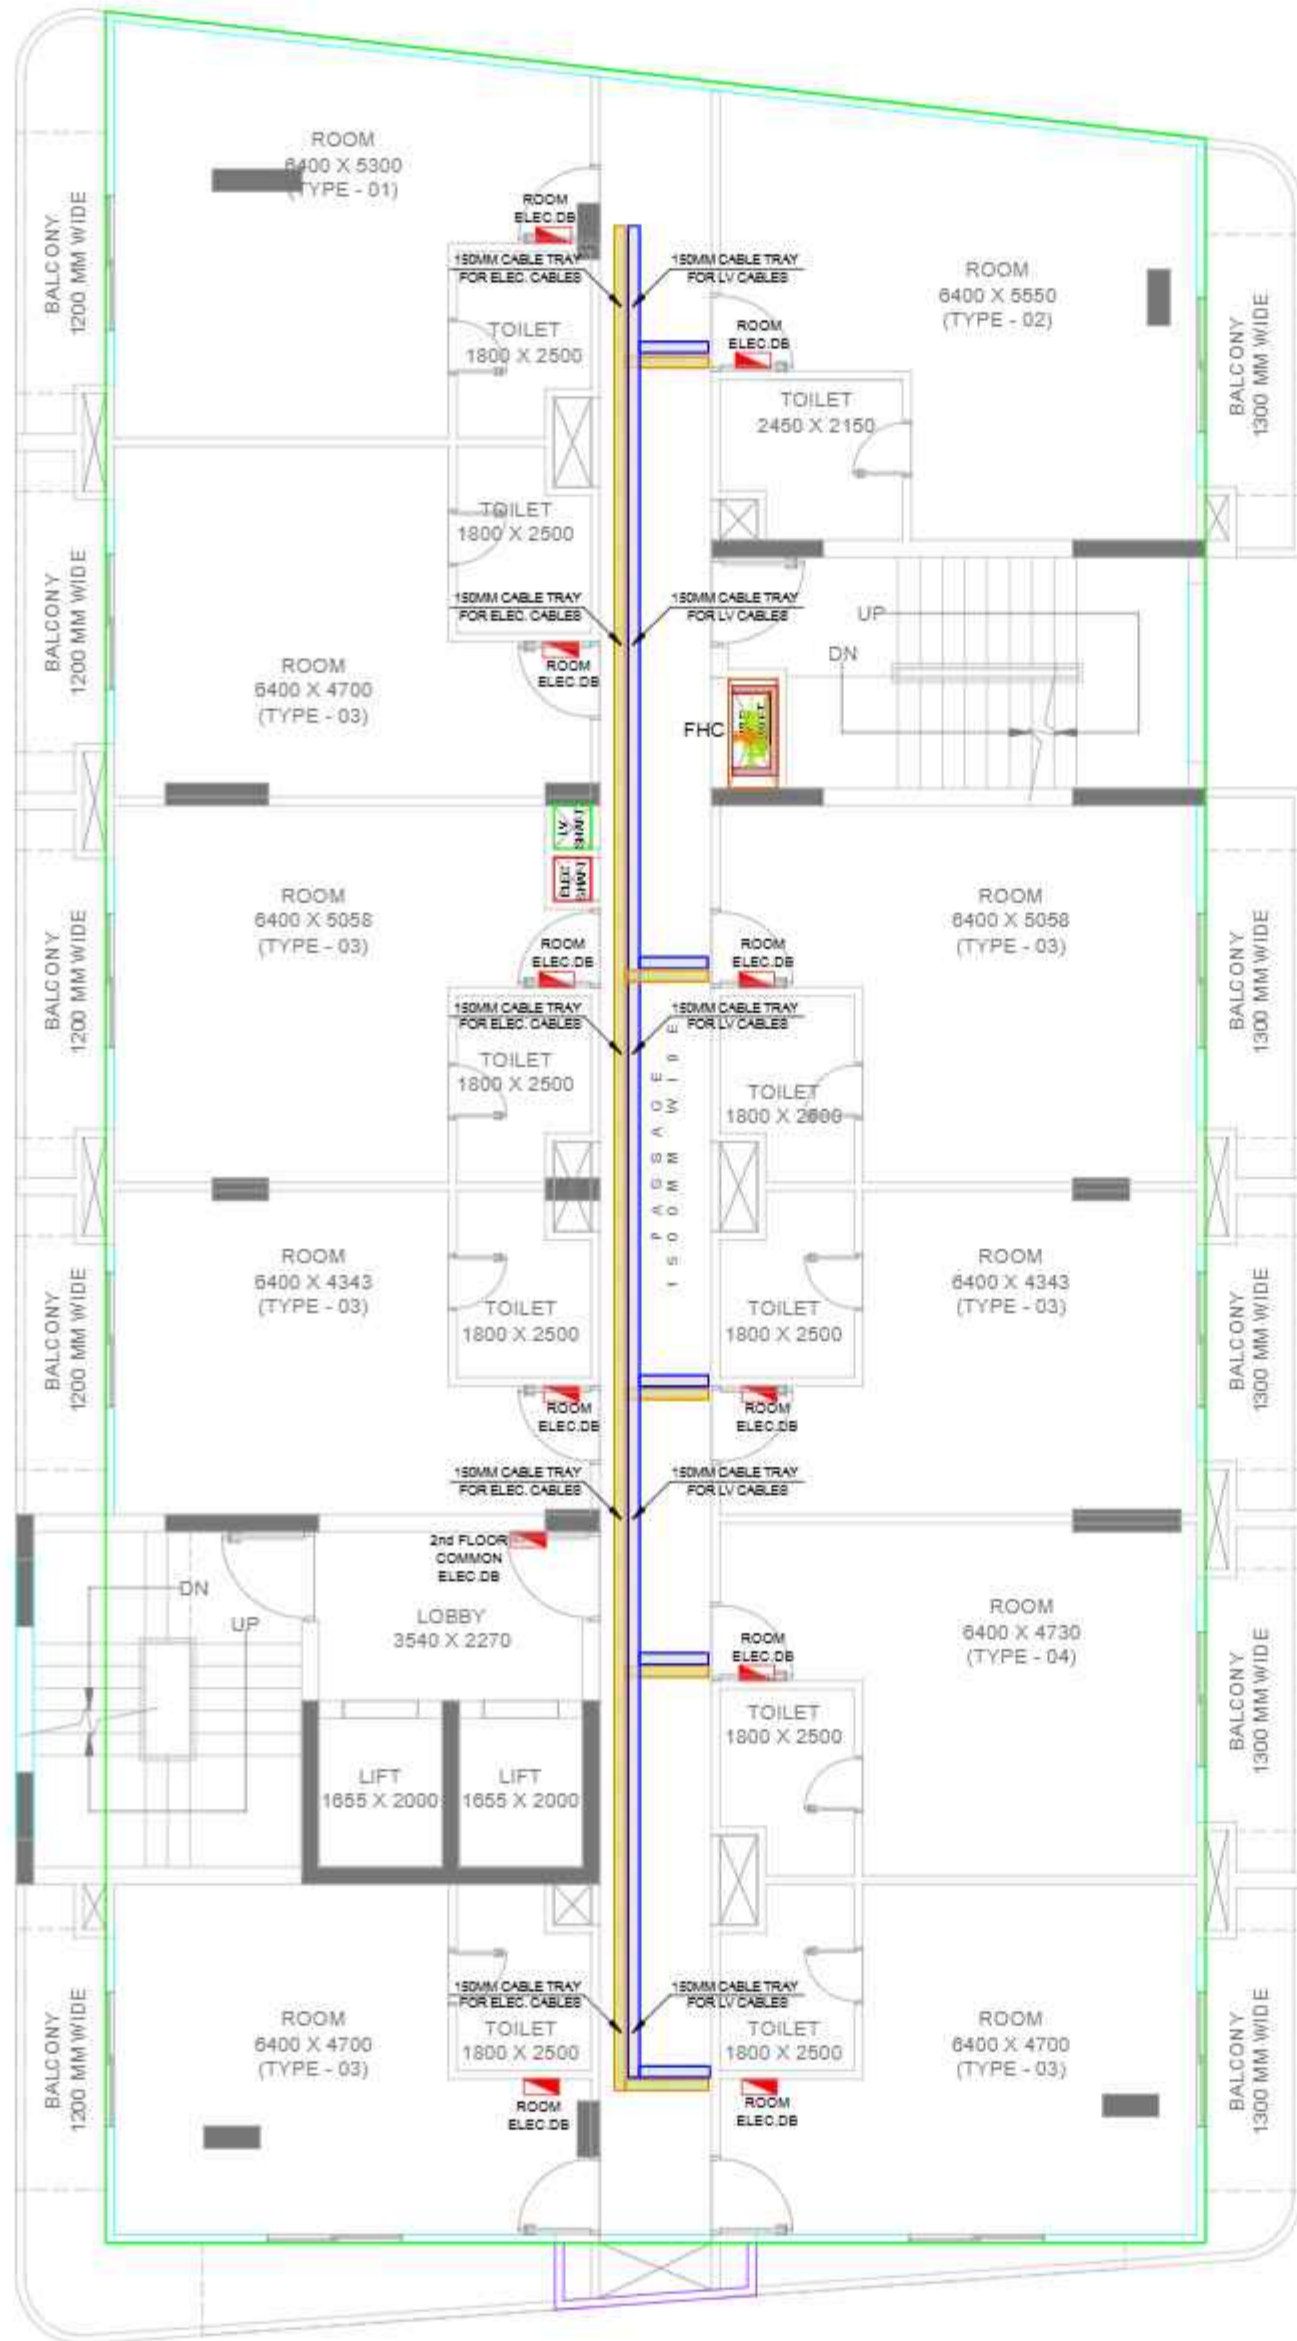 ROOM
6400 X 5300
(TYPE - 01)
BALCONY
1200 MM WIDE
ROOM
ELEC.DB
150MM CABLE TRAY
FOR ELEC. CABLES
150MM CABLE TRAY
FOR LV CABLES
ROOM
6400 X 5550
(TYPE - 02)
BALCONY
1300 MM WIDE
TOILET
1800 X 2500
ROOM
ELEC.DB
TOILET
2450 X 2150
TOILET
1800 X 2500
BALCONY
1200 MM WIDE
150MM CABLE TRAY
FOR ELEC. CABLES
150MM CABLE TRAY
FOR LV CABLES
UP
DN
ROOM
6400 X 4700
(TYPE - 03)
ROOM
ELEC.DB
FHC
LV
SHAFT
ELEC
SHAFT
ROOM
6400 X 5058
(TYPE - 03)
BALCONY
1200 MM WIDE
ROOM
ELEC.DB
ROOM
ELEC.DB
ROOM
6400 X 5058
(TYPE - 03)
BALCONY
1300 MM WIDE
150MM CABLE TRAY
FOR ELEC. CABLES
150MM CABLE TRAY
FOR LV CABLES
TOILET
1800 X 2500
TOILET
1800 X 2500
PAGSAGE
1500MM WIDE
ROOM
6400 X 4343
(TYPE - 03)
BALCONY
1200 MM WIDE
TOILET
1800 X 2500
TOILET
1800 X 2500
ROOM
6400 X 4343
(TYPE - 03)
BALCONY
1300 MM WIDE
ROOM
ELEC.DB
ROOM
ELEC.DB
150MM CABLE TRAY
FOR ELEC. CABLES
150MM CABLE TRAY
FOR LV CABLES
2nd FLOOR
COMMON
ELEC.DB
DN
UP
LOBBY
3540 X 2270
ROOM
ELEC.DB
ROOM
6400 X 4730
(TYPE - 04)
BALCONY
1300 MM WIDE
TOILET
1800 X 2500
LIFT
1655 X 2000
LIFT
1655 X 2000
150MM CABLE TRAY
FOR ELEC. CABLES
150MM CABLE TRAY
FOR LV CABLES
BALCONY
1200 MM WIDE
ROOM
6400 X 4700
(TYPE - 03)
TOILET
1800 X 2500
TOILET
1800 X 2500
ROOM
6400 X 4700
(TYPE - 03)
BALCONY
1300 MM WIDE
ROOM
ELEC.DB
ROOM
ELEC.DB